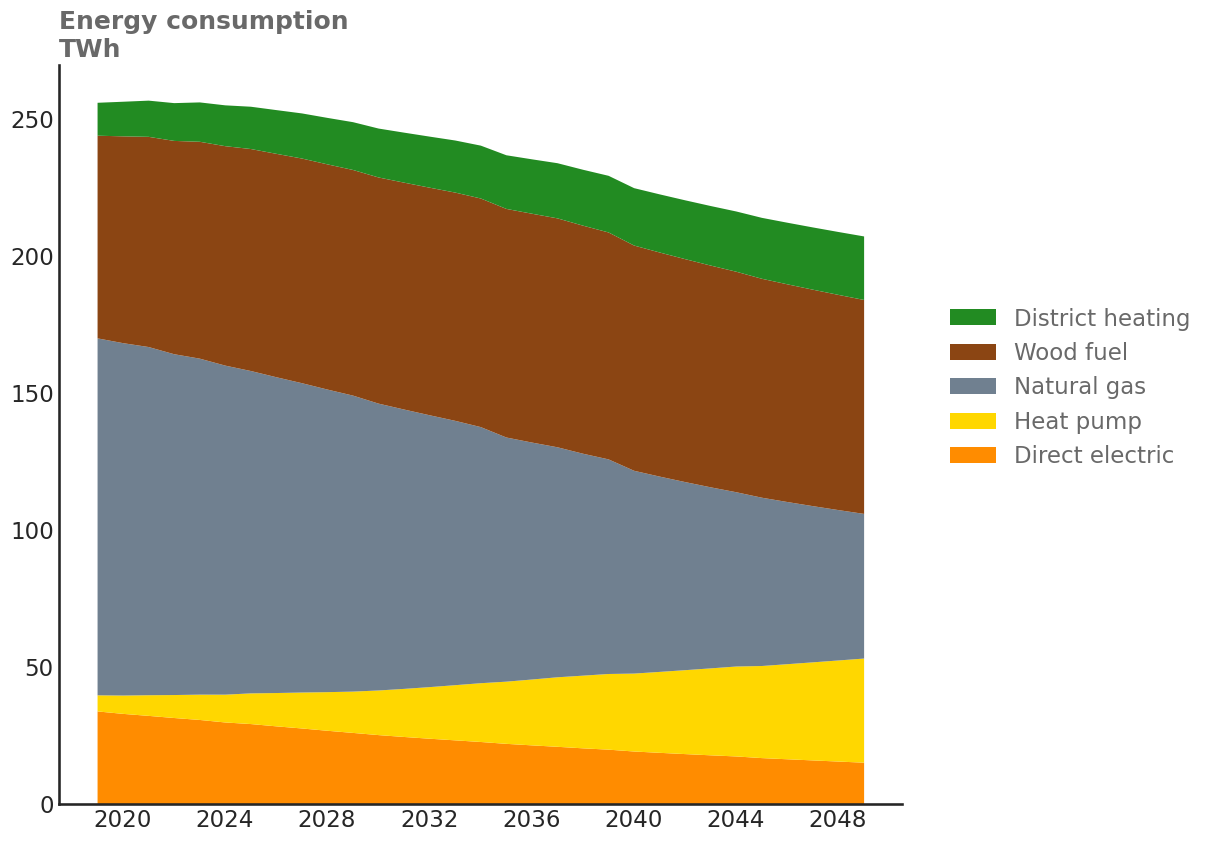 Energy consumption
TWh
250
200
150
100
50
0
2020 2024 2028 2032 2036 2040 2044 2048
District heating
Wood fuel
Natural gas
Heat pump
Direct electric